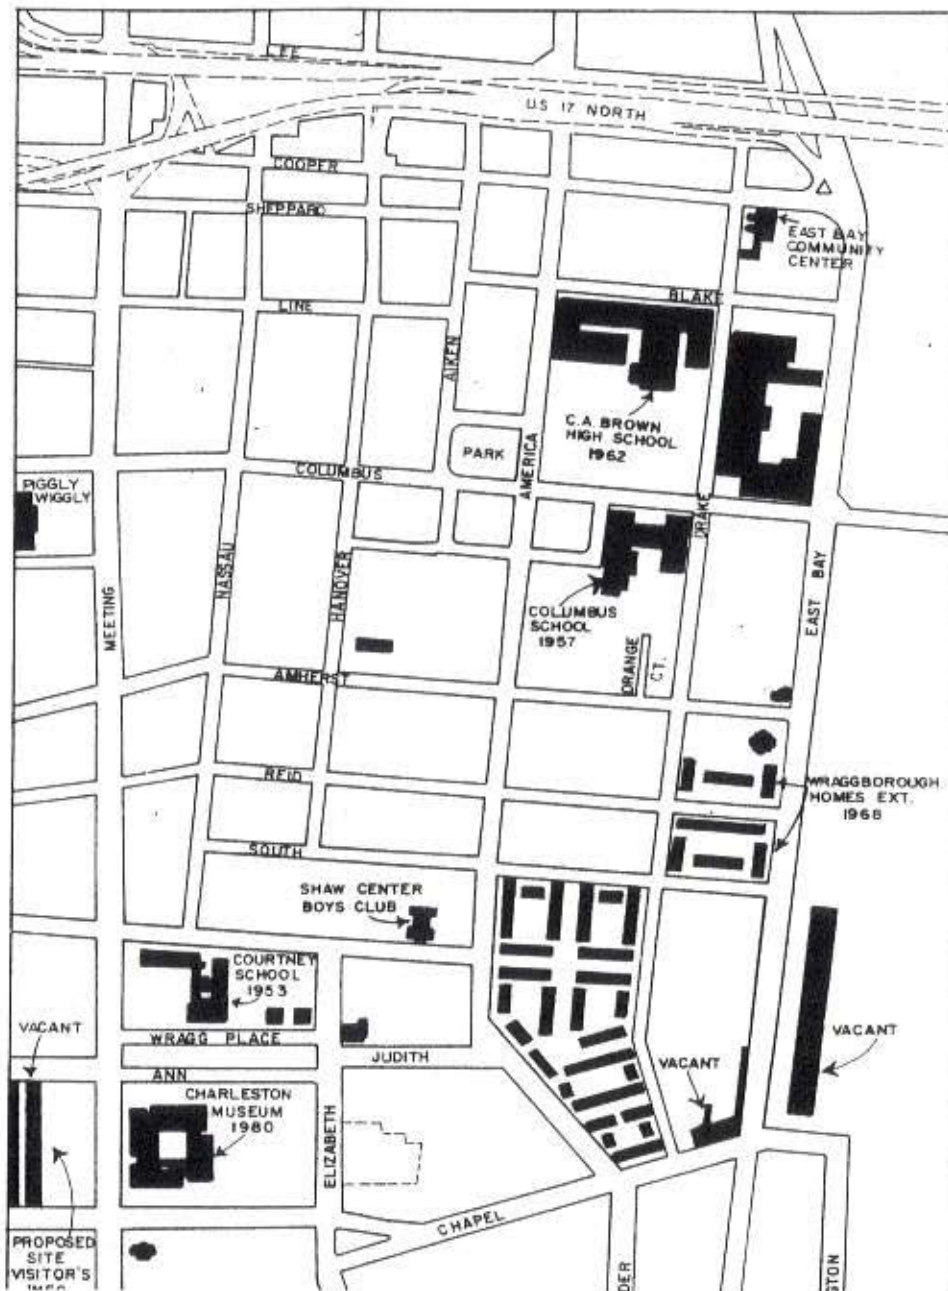 LEE
U.S. 17 NORTH
COOPER
SHEPPARD
EAST BAY
COMMUNITY
CENTER
BLAKE
LINE
AIKEN
C.A. BROWN
HIGH SCHOOL
1962
AMERICA
PARK
COLUMBUS
PIGGLY
WIGGLY
DRAKE
NASSAU
HANOVER
MEETING
EAST BAY
COLUMBUS
SCHOOL
1957
ORANGE
CT.
AMHERST
REID
WRAGGBOROUGH
HOMES EXT.
1968
SOUTH
SHAW CENTER
BOYS CLUB
COURTNEY
SCHOOL
1953
VACANT
WRAGG PLACE
JUDITH
VACANT
VACANT
ANN
CHARLESTON
MUSEUM
1980
ELIZABETH
CHAPEL
PROPOSED
SITE
VISITOR'S
DER
STON